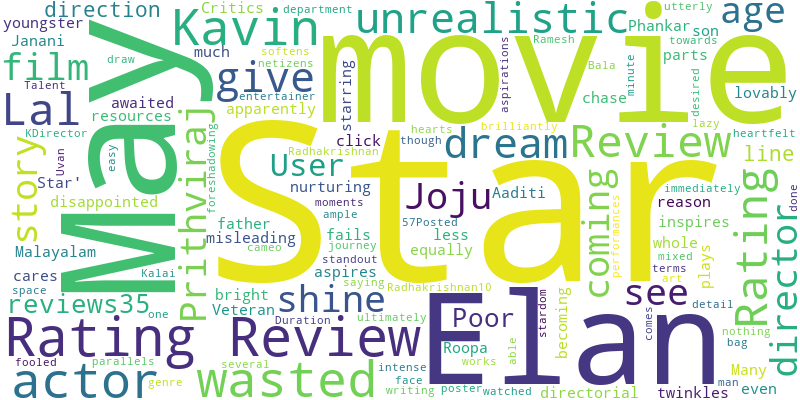 direction
youngster
Janani
film
Talent
draw
much
Critics
department
netizens
softens
entertainer
Kavin
unrealistic
utterly
Phankar
son
age
Ramesh
towards
Bala
parts
aspirations
minute
desired
lovably
chase
lazy
heartfelt
movie
May
Lal
awaited
resources
give
apparently
starring
click
hearts
though
brilliantly
dream
Review
line
KDirector
Uvan
easy
story
Prithviraj
foreshadowing
Radhakrishnan
User
nurturing
moments
ample
Joju
Aaditi
coming
performances
immediately
reason
inspires
Rating
director
done
Star'
disappointed
Malayalam
cares
space
Kalai
father
misleading
cameo
journey
fails
aspires
standout
saying
57Posted
less
equally
Star
whole
mixed
terms
art
plays
see
detail
nothing
bag
man
reviews35
one
bright
Veteran
shine
Duration
ultimately
Radhakrishnan10
Poor
Elan
stardom
becoming
comes
Rating
Review
fooled
parallels
genre
actor
wasted
several
intense
face
writing
works
poster
Roopa
able
watched
directorial
twinkles
Many
even